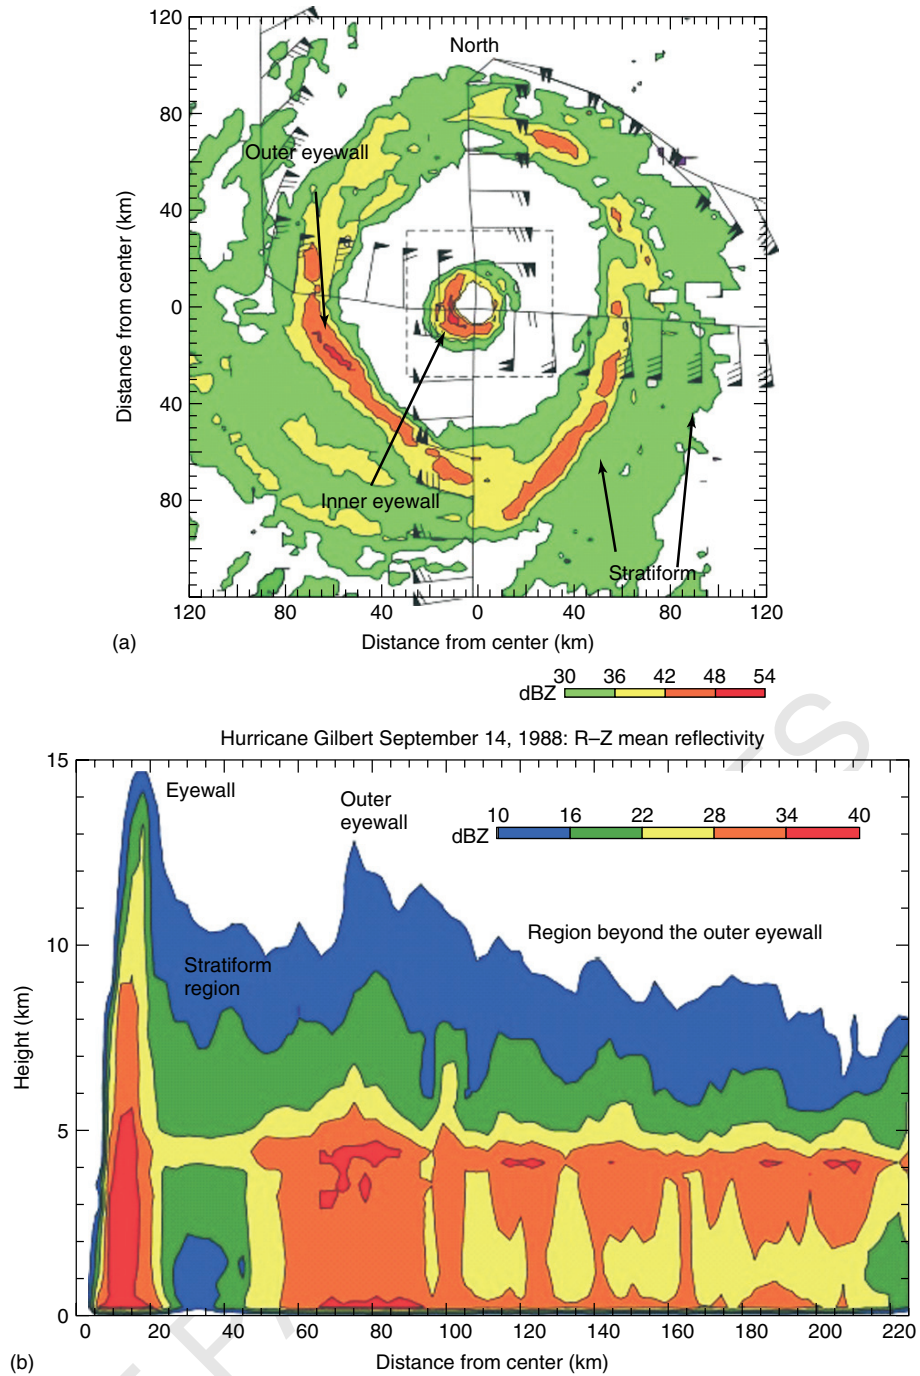 120
North
80
Outer eyewall
40
0
40
80
Inner eyewall
Stratiform
Distance from center (km)
120 80 40 0 40 80 120
Distance from center (km)
(a)
30 36 42 48 54
dBZ
Hurricane Gilbert September 14, 1988: R–Z mean reflectivity
15
Eyewall
Outer
eyewall
10 16 22 28 34 40
dBZ
Region beyond the outer eyewall
10
Stratiform
region
Height (km)
5
0
0 20 40 60 80 100 120 140 160 180 200 220
Distance from center (km)
(b)